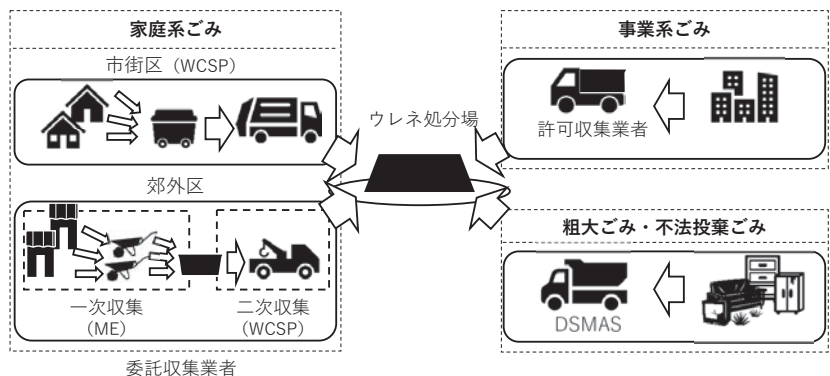 家庭系ごみ
市街区（WCSP）
郊外区
一次収集
（ME）
二次収集
（WCSP）
委託収集業者
ウレネ処分場
事業系ごみ
許可収集業者
粗大ごみ・不法投棄ごみ
DSMAS